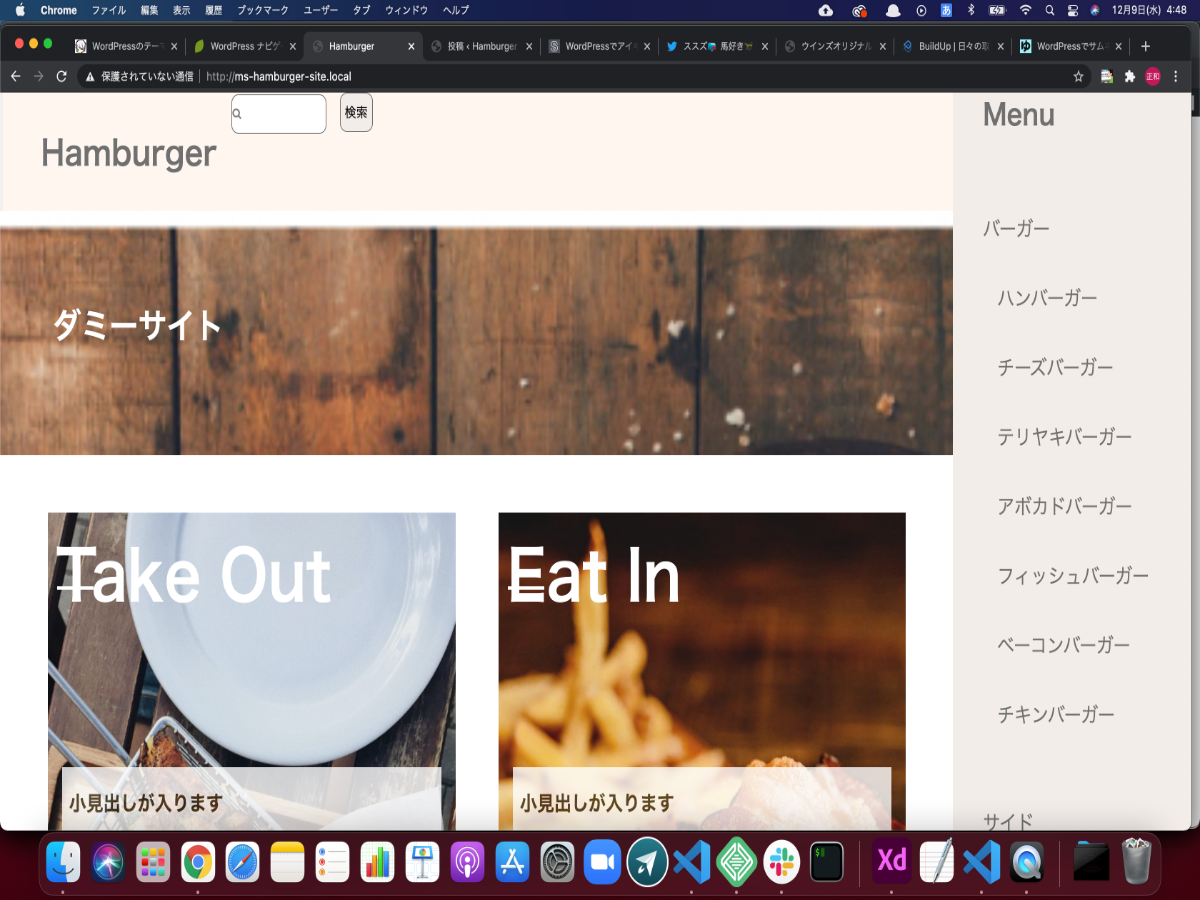 Chrome ファイル 編集 表示 履歴 ブックマーク ユーザー タブ ウィンドウ ヘルプ
あ 12月9日(水) 4:48
WordPressのテー
WordPress ナビゲ
Hamburger
投稿 ‹ Hamburger
WordPressでアイ
ススズ 馬好き
ウインズオリジナル
BuildUp | 日々の
WordPressでサム
保護されていない通信 http://ms-hamburger-site.local
正和
検索
Hamburger
Menu
バーガー
ハンバーガー
チーズバーガー
テリヤキバーガー
アボカドバーガー
フィッシュバーガー
ベーコンバーガー
チキンバーガー
サイド
ダミーサイト
Take Out
小見出しが入ります
Eat In
小見出しが入ります
Xd